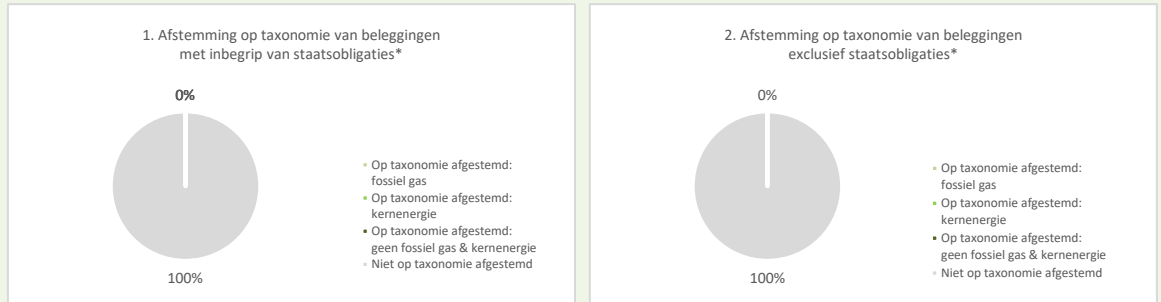 1. Afstemming op taxonomie van beleggingen
met inbegrip van staatsobligaties*
0%
100%
Op taxonomie afgestemd:
fossiel gas
Op taxonomie afgestemd:
kernenergie
Op taxonomie afgestemd:
geen fossiel gas & kernenergie
Niet op taxonomie afgestemd
2. Afstemming op taxonomie van beleggingen
exclusief staatsobligaties*
0%
100%
Op taxonomie afgestemd:
fossiel gas
Op taxonomie afgestemd:
kernenergie
Op taxonomie afgestemd:
geen fossiel gas & kernenergie
Niet op taxonomie afgestemd